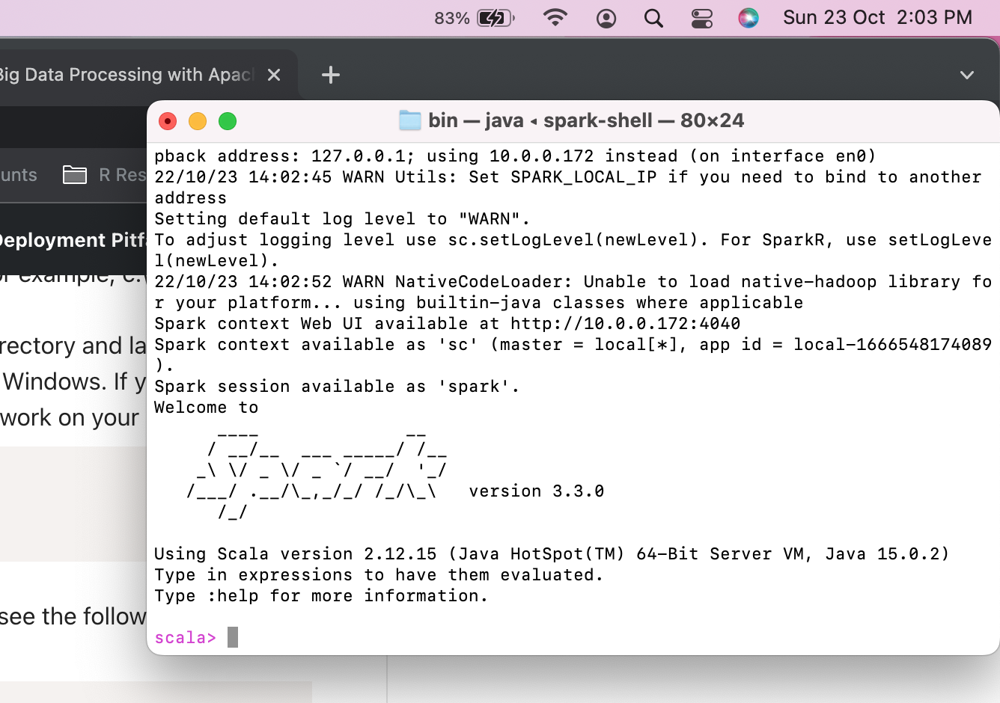 83%
Sun 23 Oct 2:03 PM
Big Data Processing with Apac
bin — java ◂ spark-shell — 80×24
unts
R Res
Deployment Pitf
or example, c:\
rectory and la
Windows. If y
work on your
see the follow
pback address: 127.0.0.1; using 10.0.0.172 instead (on interface en0)
22/10/23 14:02:45 WARN Utils: Set SPARK_LOCAL_IP if you need to bind to another
address
Setting default log level to "WARN".
To adjust logging level use sc.setLogLevel(newLevel). For SparkR, use setLogLeve
l(newLevel).
22/10/23 14:02:52 WARN NativeCodeLoader: Unable to load native-hadoop library fo
r your platform... using builtin-java classes where applicable
Spark context Web UI available at http://10.0.0.172:4040
Spark context available as 'sc' (master = local[*], app id = local-1666548174089
).
Spark session available as 'spark'.
Welcome to
      ____              __
     / __/__  ___ _____/ /__
    _\ \/ _ \/ _ `/ __/  '_/
   /___/ .__/\_,_/_/ /_/\_\   version 3.3.0
      /_/
Using Scala version 2.12.15 (Java HotSpot(TM) 64-Bit Server VM, Java 15.0.2)
Type in expressions to have them evaluated.
Type :help for more information.
scala>